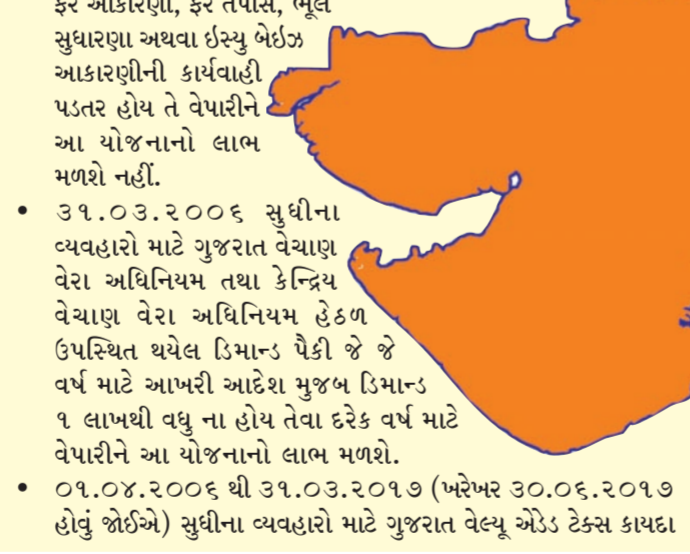 ફેર આકારણી, ફેર તપાસ, ભૂલ
સુધારણા અથવા ઇસ્યુ બેઇઝ
આકારણીની કાર્યવાહી
પડતર હોય તે વેપારીને
આ યોજનાનો લાભ
મળશે નહીં.
• ૩૧.૦૩.૨૦૦૬ સુધીના
વ્યવહારો માટે ગુજરાત વેચાણ
વેરા અધિનિયમ તથા કેન્દ્રિય
વેચાણ વેરા અધિનિયમ હેઠળ
ઉપસ્થિત થયેલ ડિમાન્ડ પૈકી જે જે
વર્ષ માટે આખરી આદેશ મુજબ ડિમાન્ડ
૧ લાખથી વધુ ના હોય તેવા દરેક વર્ષ માટે
વેપારીને આ યોજનાનો લાભ મળશે.
• ૦૧.૦૪.૨૦૦૬ થી ૩૧.૦૩.૨૦૧૭ (ખરેખર ૩૦.૦૬.૨૦૧૭
હોવું જોઈએ) સુધીના વ્યવહારો માટે ગુજરાત વેલ્યૂ એડેડ ટેક્સ કાયદા